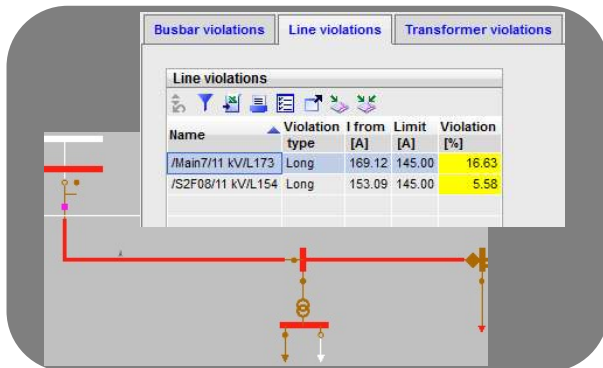 Busbar violations Line violations Transformer violations
Line violations
Name Violation type I from [A] Limit [A] Violation [%]
/Main7/11 kV/L173 Long 169.12 145.00 16.63
/S2F08/11 kV/L154 Long 153.09 145.00 5.58